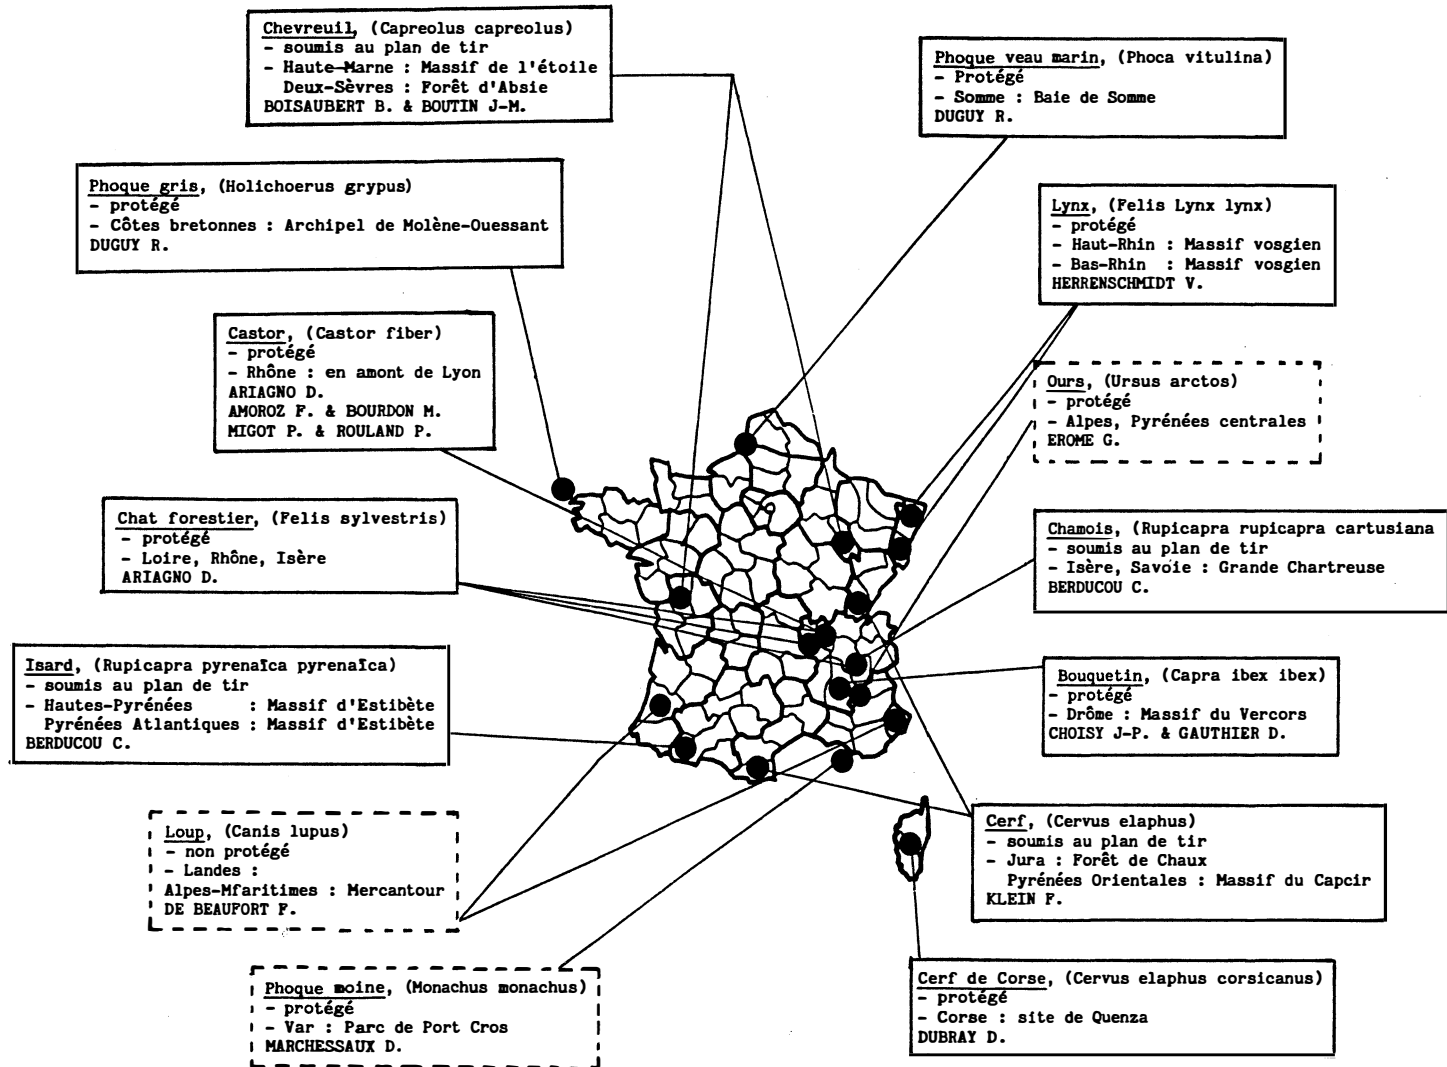 Chevreuil, (Capreolus capreolus)
- soumis au plan de tir
- Haute-Marne : Massif de l'étoile
Deux-Sèvres : Forêt d'Absie
BOISAUBERT B. & BOUTIN J-M.
Phoque veau marin, (Phoca vitulina)
- Protégé
- Somme : Baie de Somme
DUGUY R.
Phoque gris, (Holichoerus grypus)
- protégé
- Côtes bretonnes : Archipel de Molène-Ouessant
DUGUY R.
Lynx, (Felis Lynx lynx)
- protégé
- Haut-Rhin : Massif vosgien
- Bas-Rhin : Massif vosgien
HERRENSCHMIDT V.
Castor, (Castor fiber)
- protégé
- Rhône : en amont de Lyon
ARIAGNO D.
AMOROZ F. & BOURDON M.
MIGOT P. & ROULAND P.
Ours, (Ursus arctos)
- protégé
- Alpes, Pyrénées centrales
EROME G.
Chat forestier, (Felis sylvestris)
- protégé
- Loire, Rhône, Isère
ARIAGNO D.
Chamois, (Rupicapra rupicapra cartusiana
- soumis au plan de tir
- Isère, Savoie : Grande Chartreuse
BERDUCOU C.
Isard, (Rupicapra pyrenaïca pyrenaïca)
- soumis au plan de tir
- Hautes-Pyrénées : Massif d'Estibète
Pyrénées Atlantiques : Massif d'Estibète
BERDUCOU C.
Bouquetin, (Capra ibex ibex)
- protégé
- Drôme : Massif du Vercors
CHOISY J-P. & GAUTHIER D.
Loup, (Canis lupus)
- non protégé
- Landes :
Alpes-Mfaritimes : Mercantour
DE BEAUFORT F.
Cerf, (Cervus elaphus)
- soumis au plan de tir
- Jura : Forêt de Chaux
Pyrénées Orientales : Massif du Capcir
KLEIN F.
Phoque moine, (Monachus monachus)
- protégé
- Var : Parc de Port Cros
MARCHESSAUX D.
Cerf de Corse, (Cervus elaphus corsicanus)
- protégé
- Corse : site de Quenza
DUBRAY D.